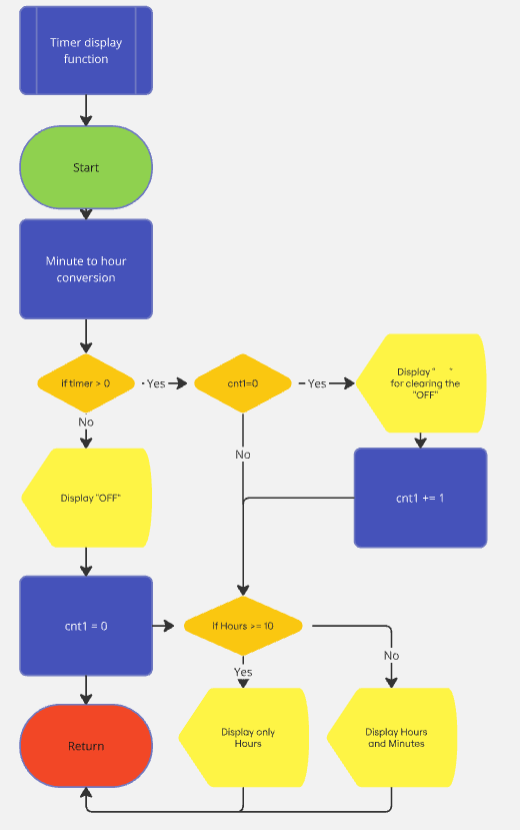 Timer display
function
Start
Minute to hour
conversion
If timer > 0
Yes
cnt1=0
Yes
Display "    "
for clearing the
"OFF"
No
Display "OFF"
No
cnt1 += 1
cnt1 = 0
If Hours >= 10
No
Yes
Return
Display only
Hours
Display Hours
and Minutes